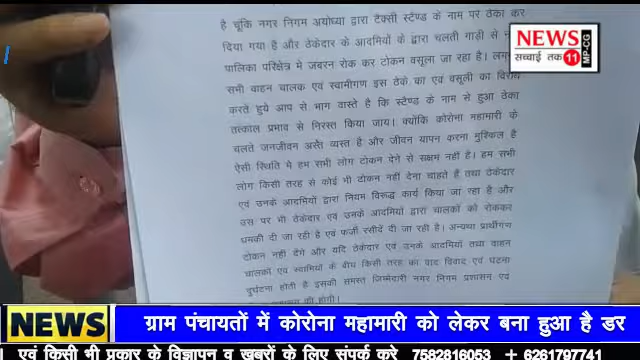 है चूंकि नगर निगम अयोध्या द्वारा टैक्सी स्टैण्ड के नाम पर ठेका कर
दिया गया है और ठेकेदार के आदमियों के द्वारा चलती गाड़ी से
पालिका परिक्षेत्र मे जबरन रोक कर टोकन वसूला जा रहा है।
सभी वाहन चालक एवं स्वामीगण इस ठेके का एवं वसूली का विरोध
करते हुये आप से भाग वास्ते है कि स्टैण्ड के नाम से हुआ ठेका
तत्काल प्रभाव से निरस्त किया जाय। क्योंकि कोरोना महामारी के
चलते जनजीवन अस्त व्यस्त है और जीवन यापन करना मुश्किल है
ऐसी स्थिति मे हम सभी लोग टोकन देने से सक्षम नहीं है। हम सभी
लोग किसी तरह से कोई भी टोकन नहीं देना चाहते हैं तथा ठेकेदार
एवं उनके आदमियों द्वारा नियम विरूद्ध कार्य किया जा रहा है और
उस पर भी ठेकेदार एवं उनके आदमियों द्वारा चालकों को रोककर
धमकी दी जा रही है एवं फर्जी रसीदें दी जा रही है। अन्यथा प्रार्थीगण
टोकन नही देंगे और यदि ठेकेदार एवं उनके आदमियों तथा वाहन
चालकों एवं स्वामियों के बीच किसी तरह का वाद विवाद एवं घटना
दुर्घटना होती है इसकी समस्त जिम्मेदारी नगर निगम प्रशासन एवं
की होगी।
NEWS
सच्चाई तक 11
MP-CG
NEWS ग्राम पंचायतों में कोरोना महामारी को लेकर बना हुआ है डर
एवं किसी भी प्रकार के विज्ञापन व खबरों के लिए संपर्क करे 7582816053 + 6261797741